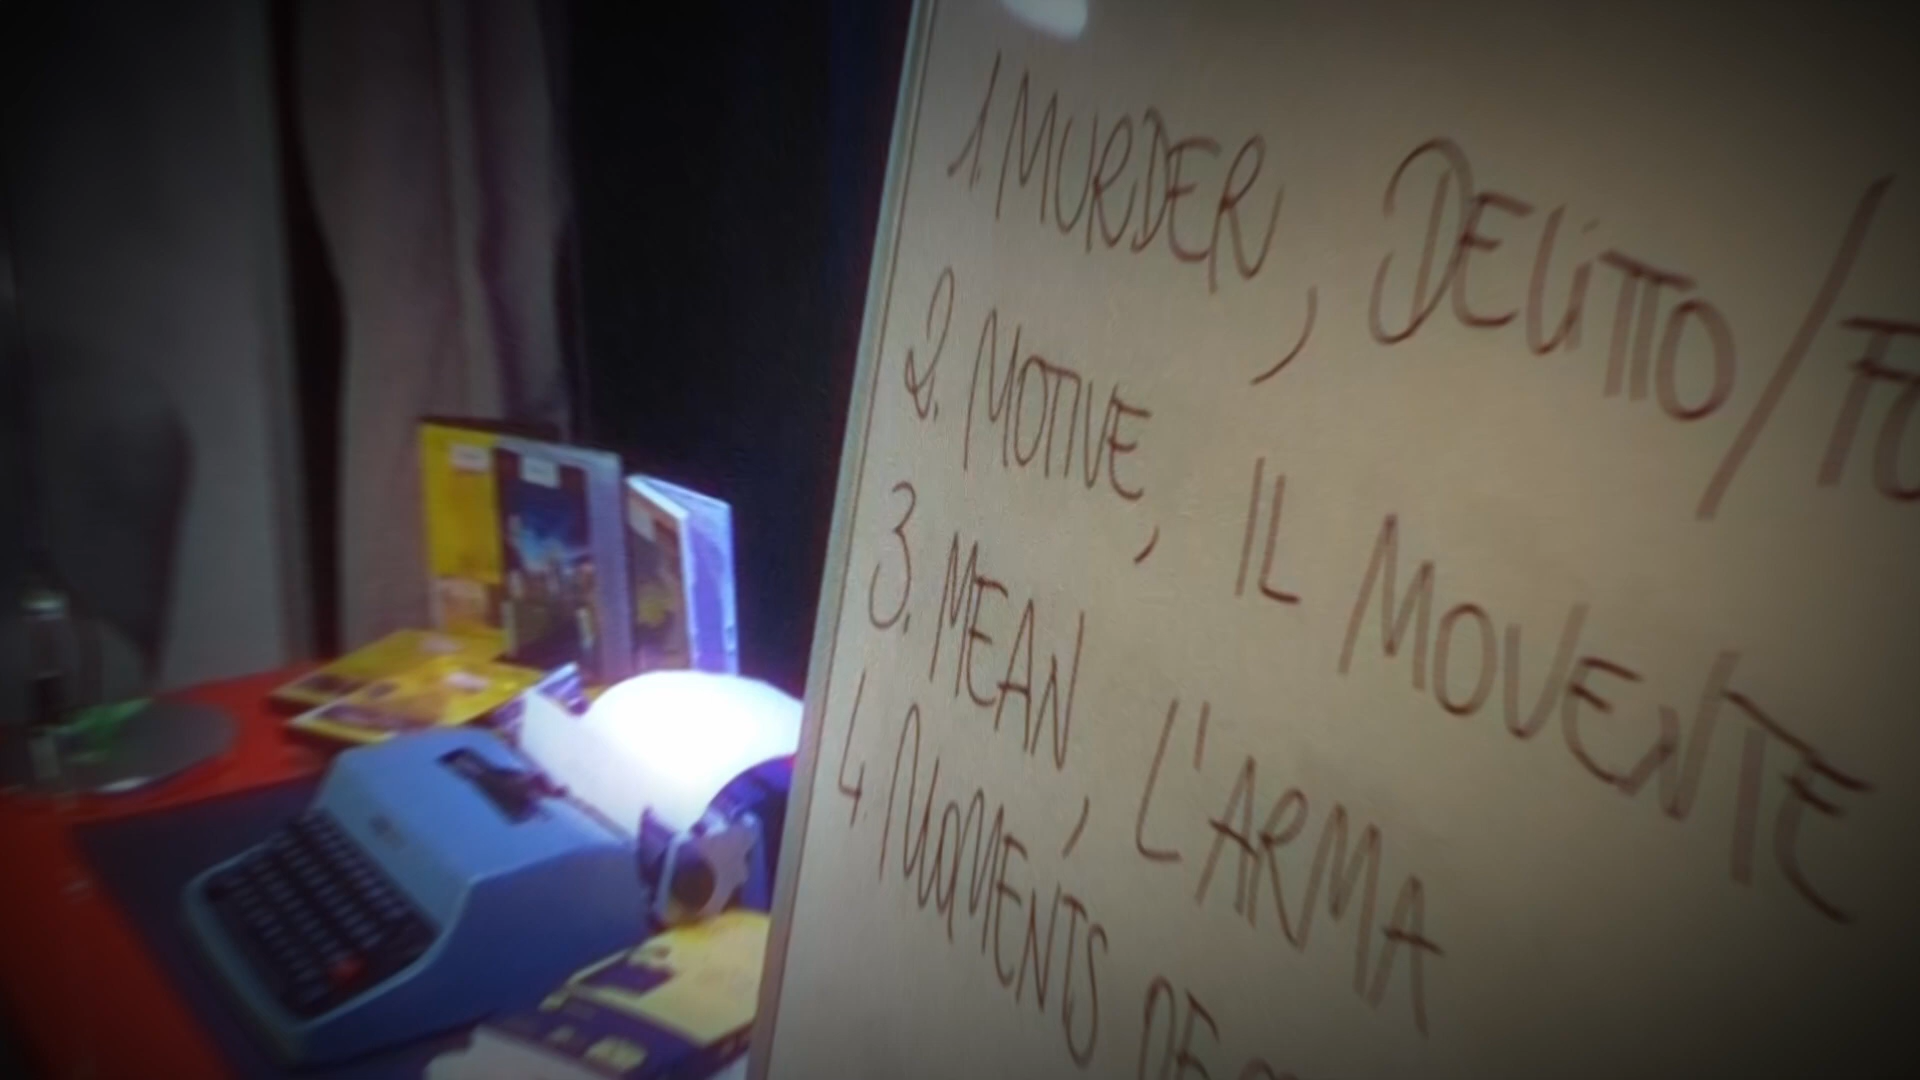 1. MURDER, DELITTO/
2. MOTIVE, IL MOVENTE
3. MEAN, L'ARMA
4. MOMENTS